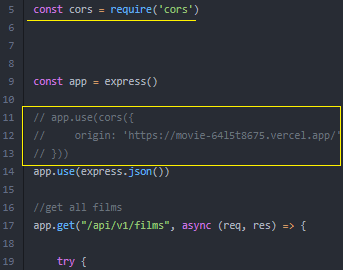 5 const cors = require('cors')
6
7
8
9 const app = express()
10
11 // app.use(cors({
12 //     origin: 'https://movie-64l5t8675.vercel.app/'
13 // }))
14 app.use(express.json())
15
16 //get all films
17 app.get("/api/v1/films", async (req, res) => {
18
19     try {